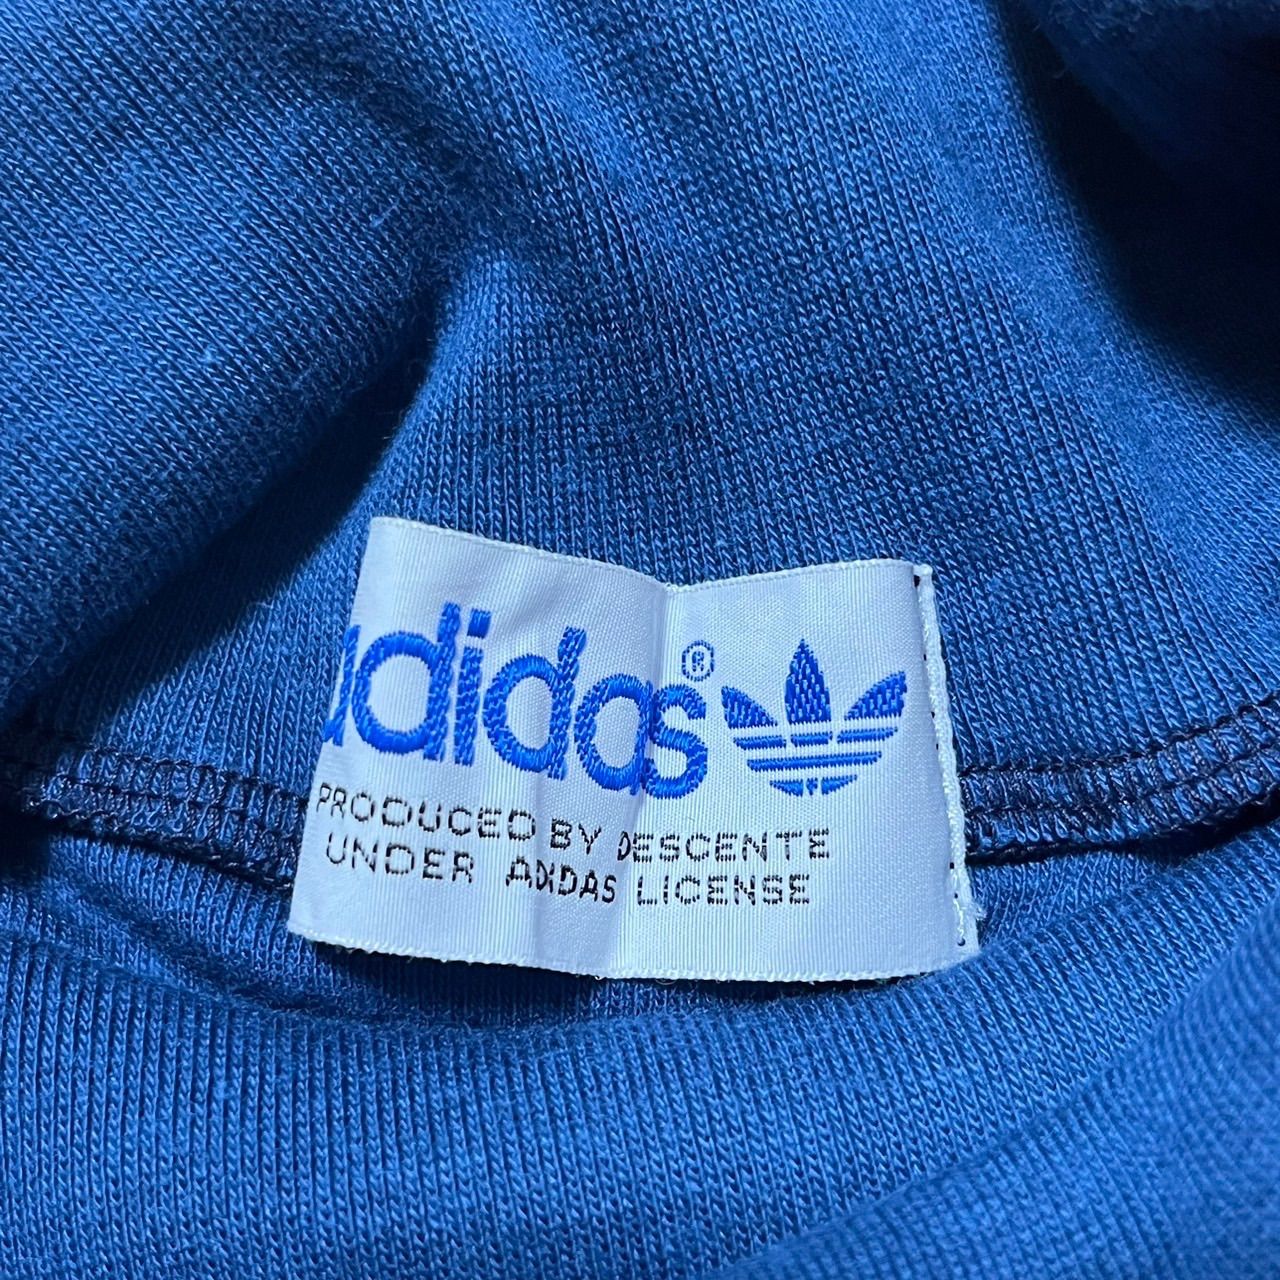 adidas®
PRODUCED BY DESCENTE
UNDER ADIDAS LICENSE